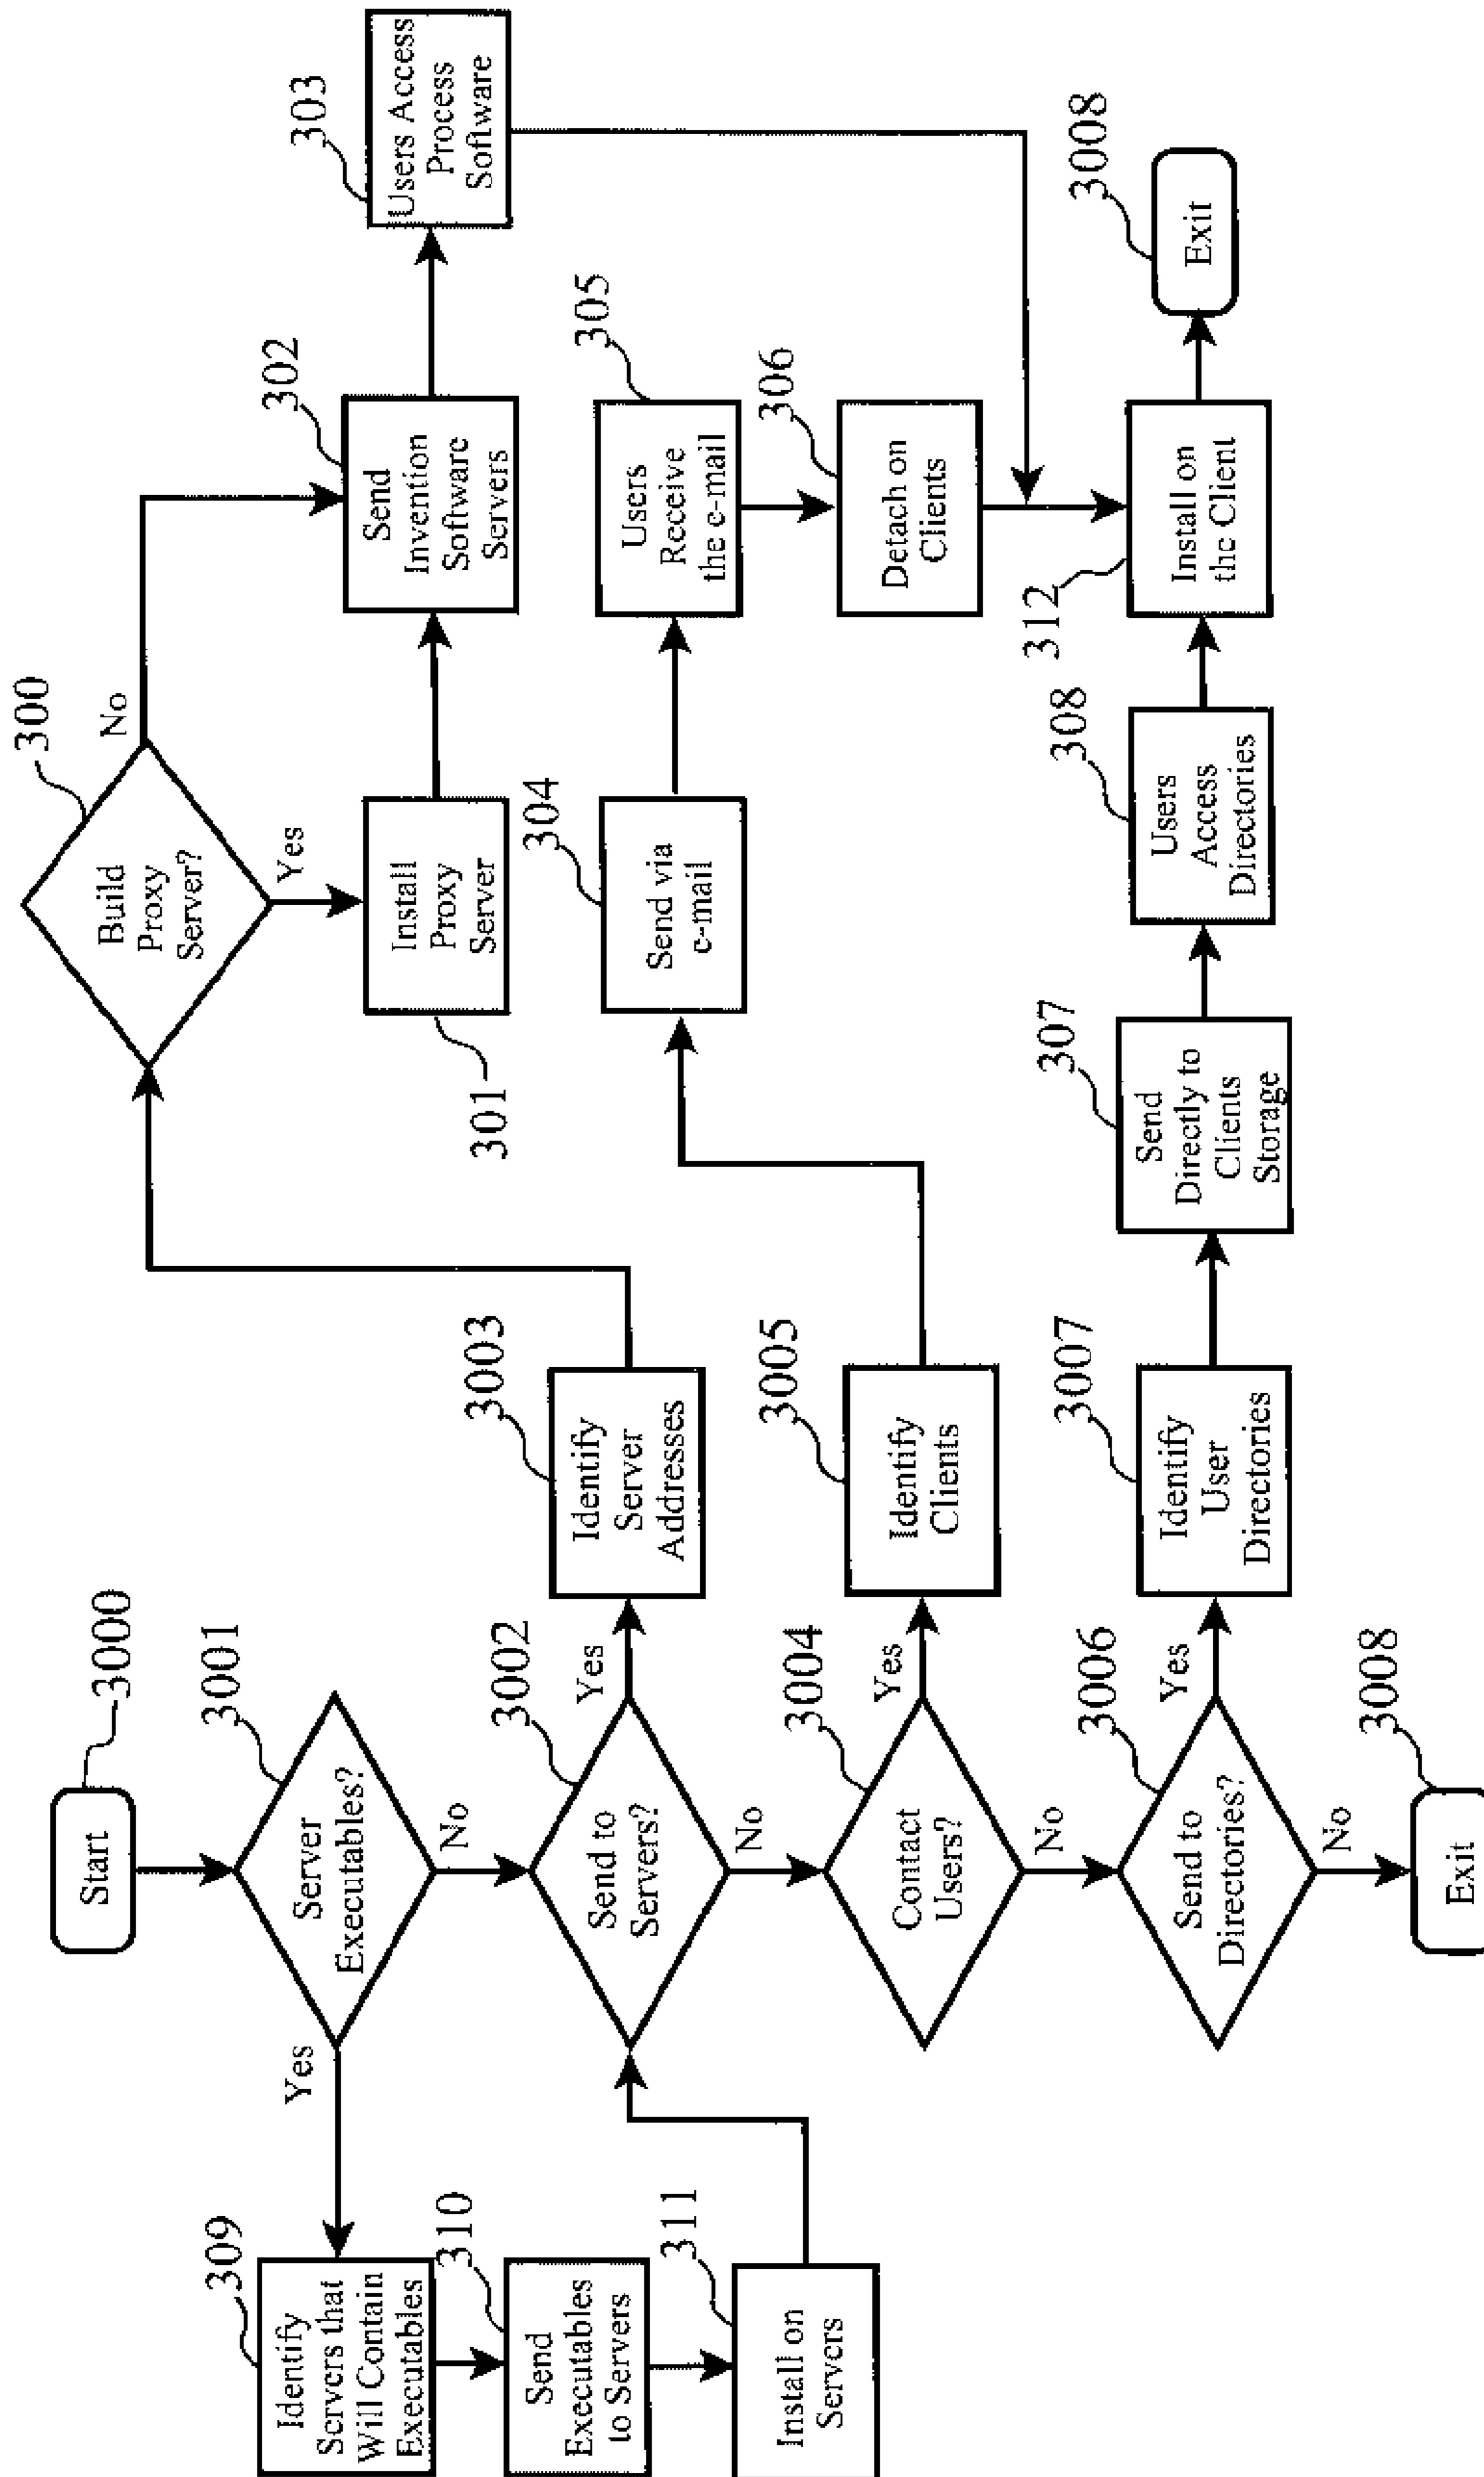 Start
3000
Server
Executables?
3001
Yes
No
Identify
Servers that
Will Contain
Executables
309
Send
Executables
to Servers
310
Install on
Servers
311
Send to
Servers?
3002
Yes
No
Identify
Server
Addresses
3003
Build
Proxy
Server?
300
No
Yes
Install
Proxy
Server
301
Send
Invention
Software
Servers
302
Users Access
Process
Software
303
Contact
Users?
3004
Yes
No
Identify
Clients
3005
Send via
e-mail
304
Users
Receive
the e-mail
305
Detach on
Clients
306
Send to
Directories?
3006
Yes
No
Identify
User
Directories
3007
Send
Directly to
Clients
Storage
307
Users
Access
Directories
308
Install on
the Client
312
Exit
3008
Exit
3008